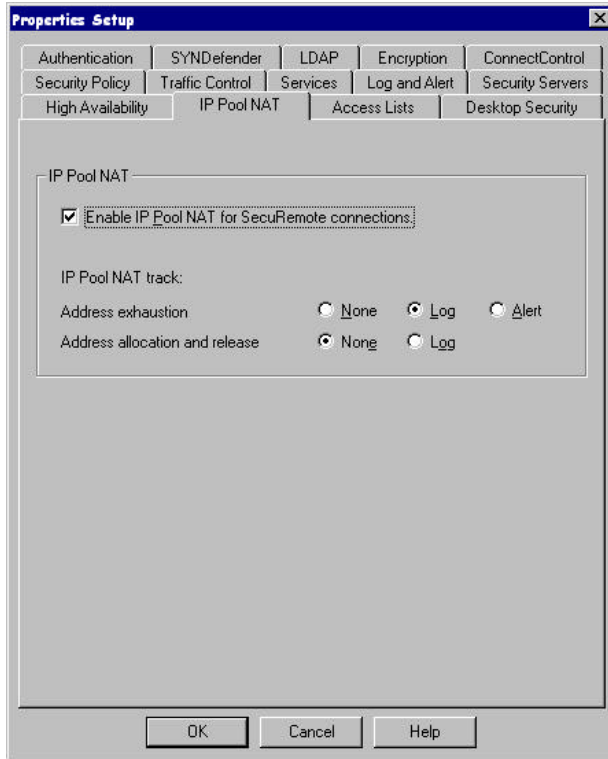 Properties Setup
Authentication SYNDefender LDAP Encryption ConnectControl
Security Policy Traffic Control Services Log and Alert Security Servers
High Availability IP Pool NAT Access Lists Desktop Security
IP Pool NAT
Enable IP Pool NAT for SecuRemote connections.
IP Pool NAT track:
Address exhaustion None Log Alert
Address allocation and release None Log
OK Cancel Help